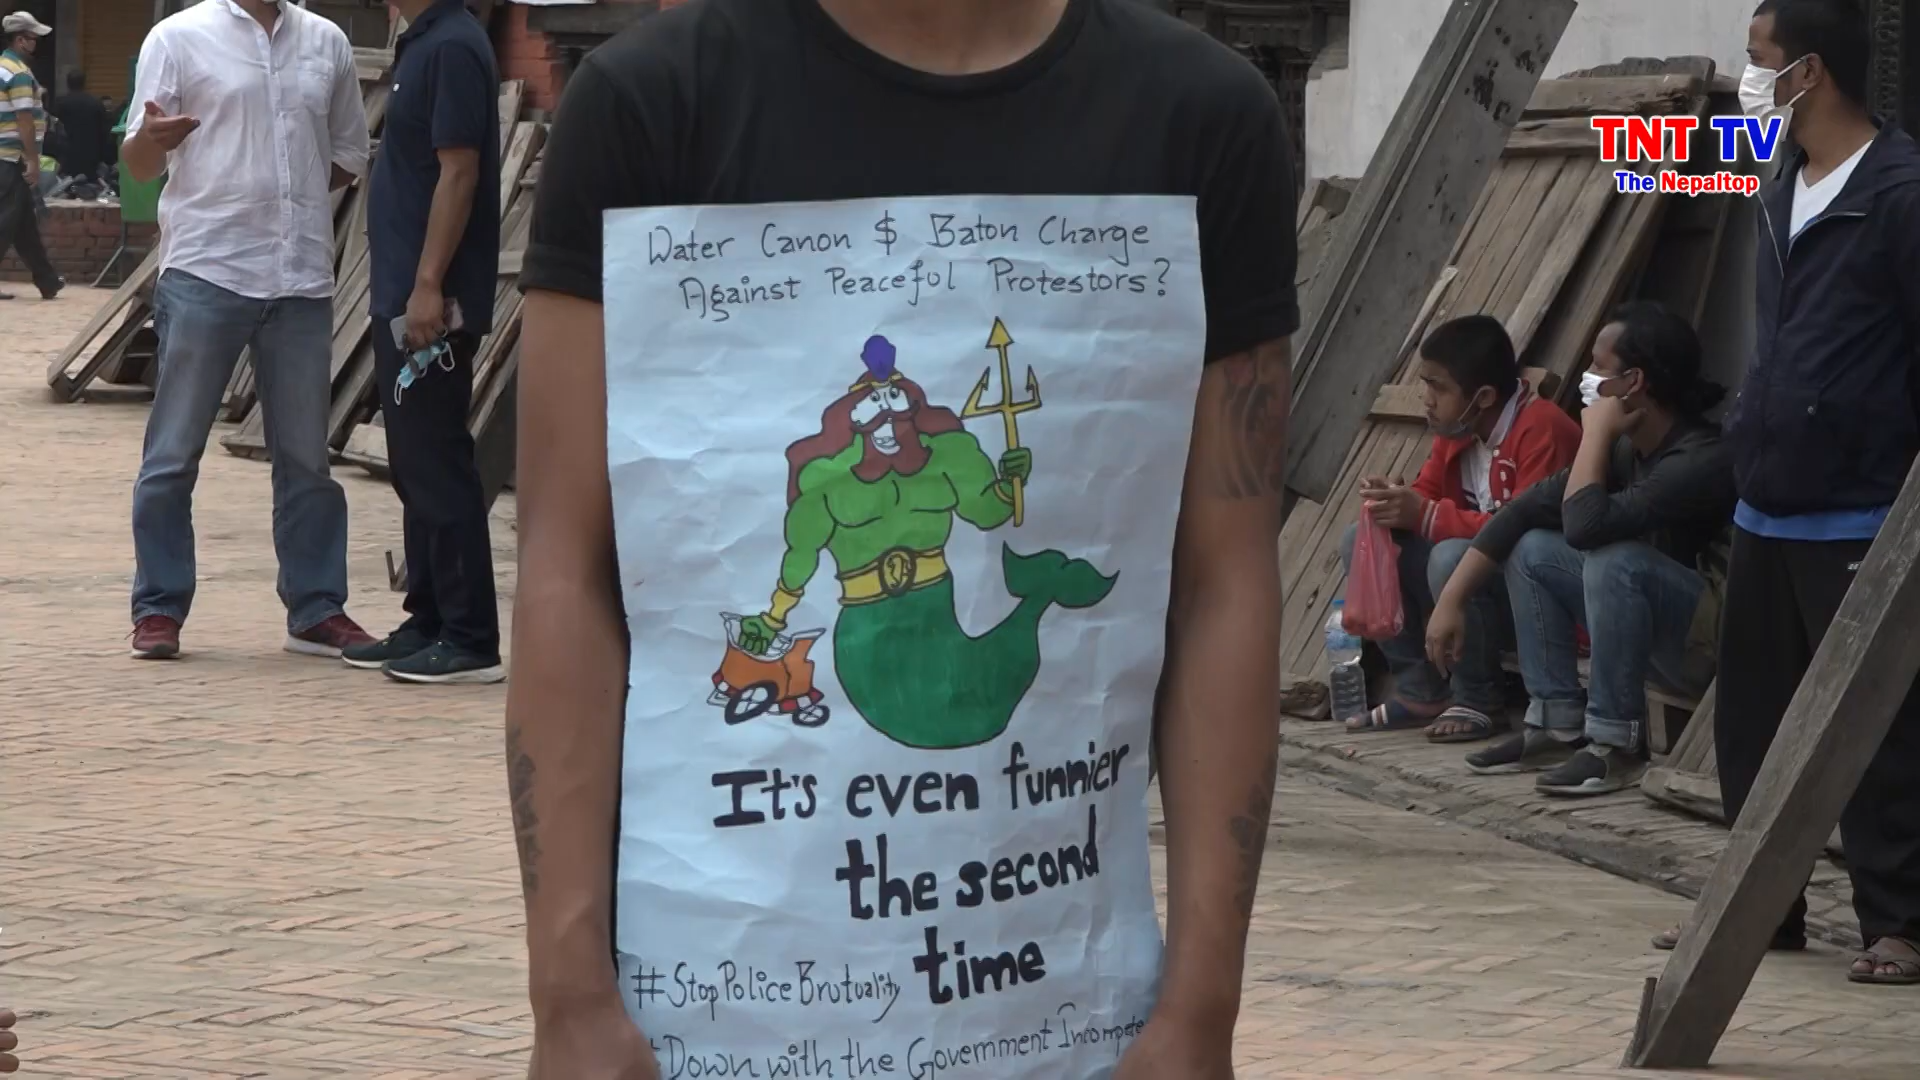 TNT TV
The Nepaltop
Water Canon $ Baton Charge
Against Peaceful Protestors?
It's even funnier
the second
time
#StopPoliceBrutuality
Down with the Government